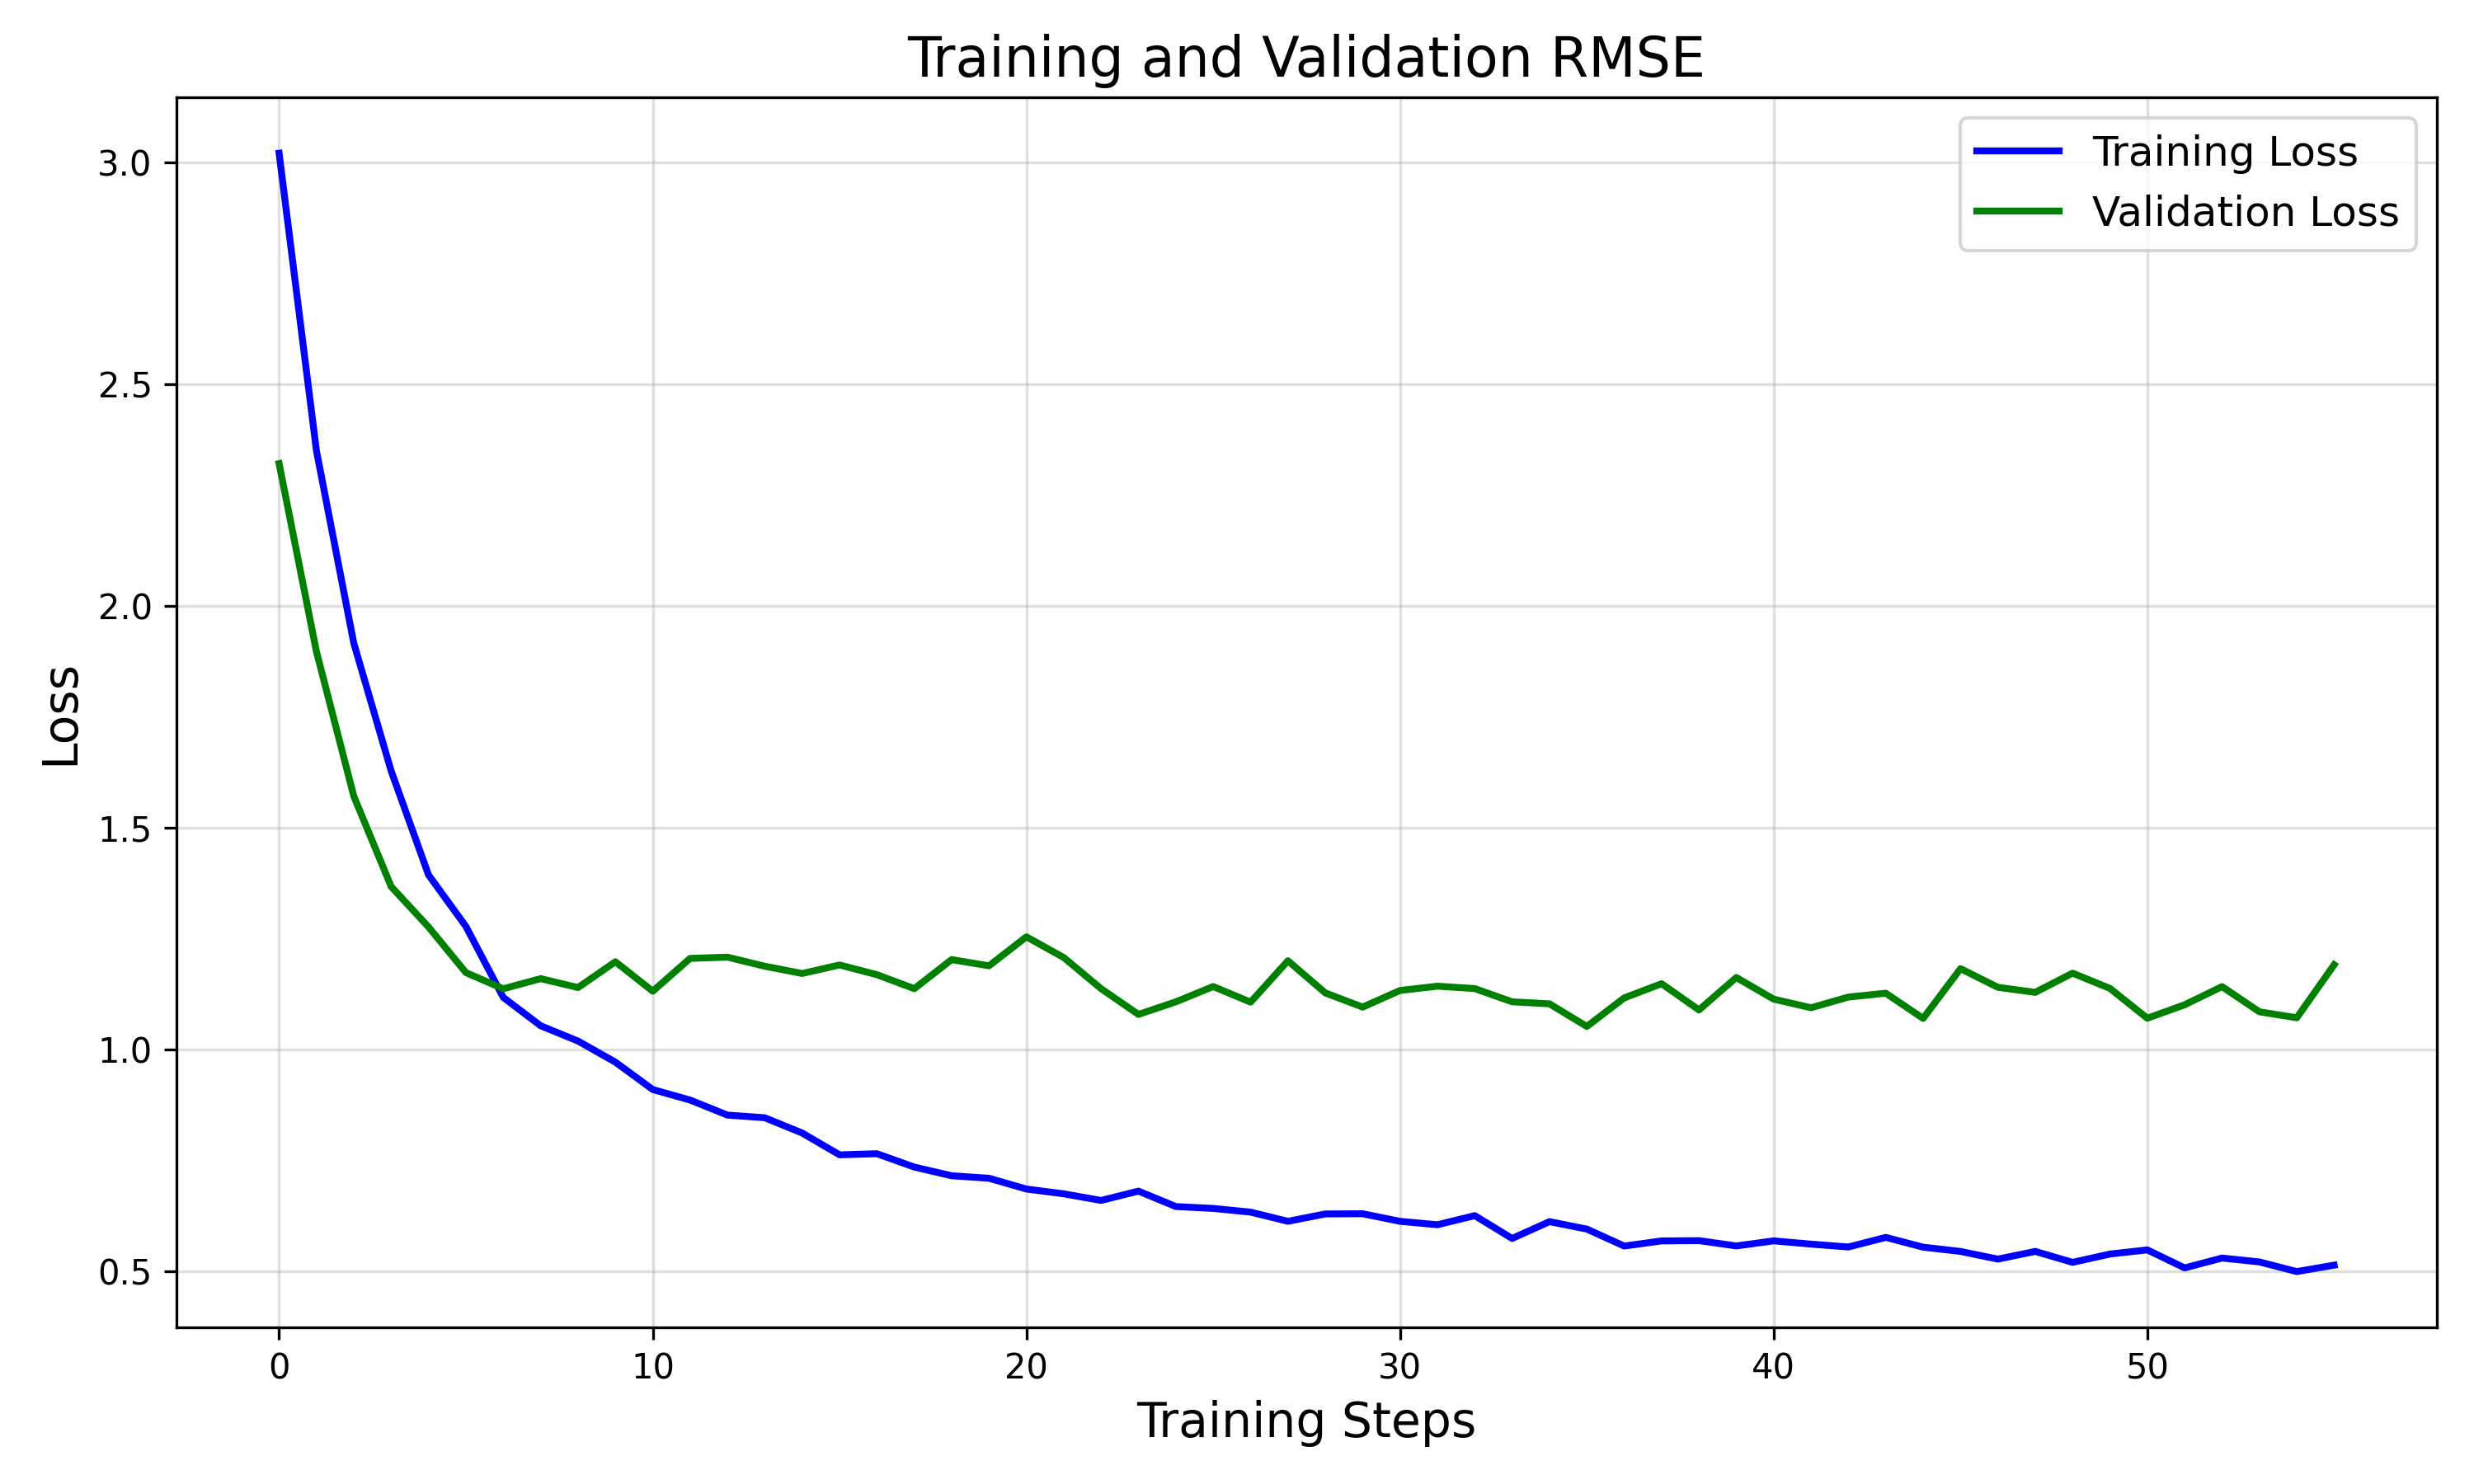 Training and Validation RMSE
Training Loss
Validation Loss
3.0
2.5
2.0
1.5
1.0
0.5
Loss
0 10 20 30 40 50
Training Steps